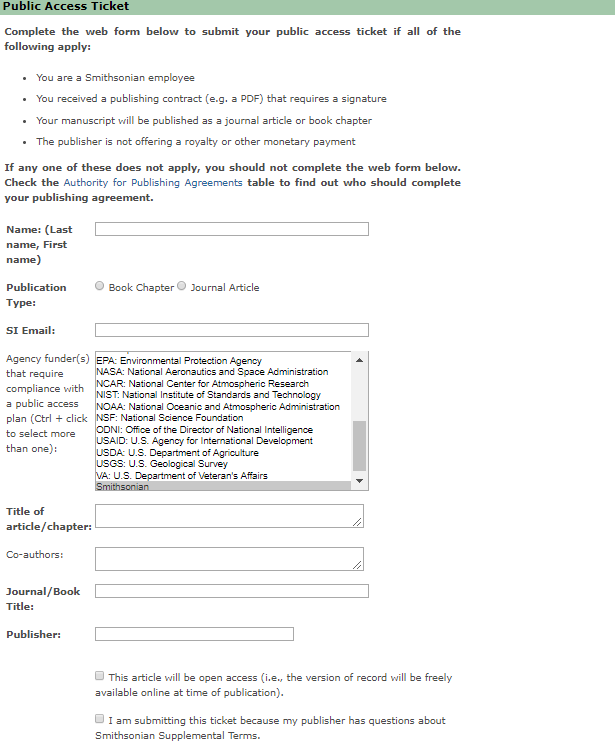 Public Access Ticket
Complete the web form below to submit your public access ticket if all of the
following apply:
• You are a Smithsonian employee
• You received a publishing contract (e.g. a PDF) that requires a signature
• Your manuscript will be published as a journal article or book chapter
• The publisher is not offering a royalty or other monetary payment
If any one of these does not apply, you should not complete the web form below.
Check the Authority for Publishing Agreements table to find out who should complete
your publishing agreement.
Name: (Last
name, First
name)
Publication
Type:
Book Chapter Journal Article
SI Email:
Agency funder(s)
that require
compliance with
a public access
plan (Ctrl + click
to select more
than one):
EPA: Environmental Protection Agency
NASA: National Aeronautics and Space Administration
NCAR: National Center for Atmospheric Research
NIST: National Institute of Standards and Technology
NOAA: National Oceanic and Atmospheric Administration
NSF: National Science Foundation
ODNI: Office of the Director of National Intelligence
USAID: U.S. Agency for International Development
USDA: U.S. Department of Agriculture
USGS: U.S. Geological Survey
VA: U.S. Department of Veteran's Affairs
Smithsonian
Title of
article/chapter:
Co-authors:
Journal/Book
Title:
Publisher:
This article will be open access (i.e., the version of record will be freely
available online at time of publication).
I am submitting this ticket because my publisher has questions about
Smithsonian Supplemental Terms.